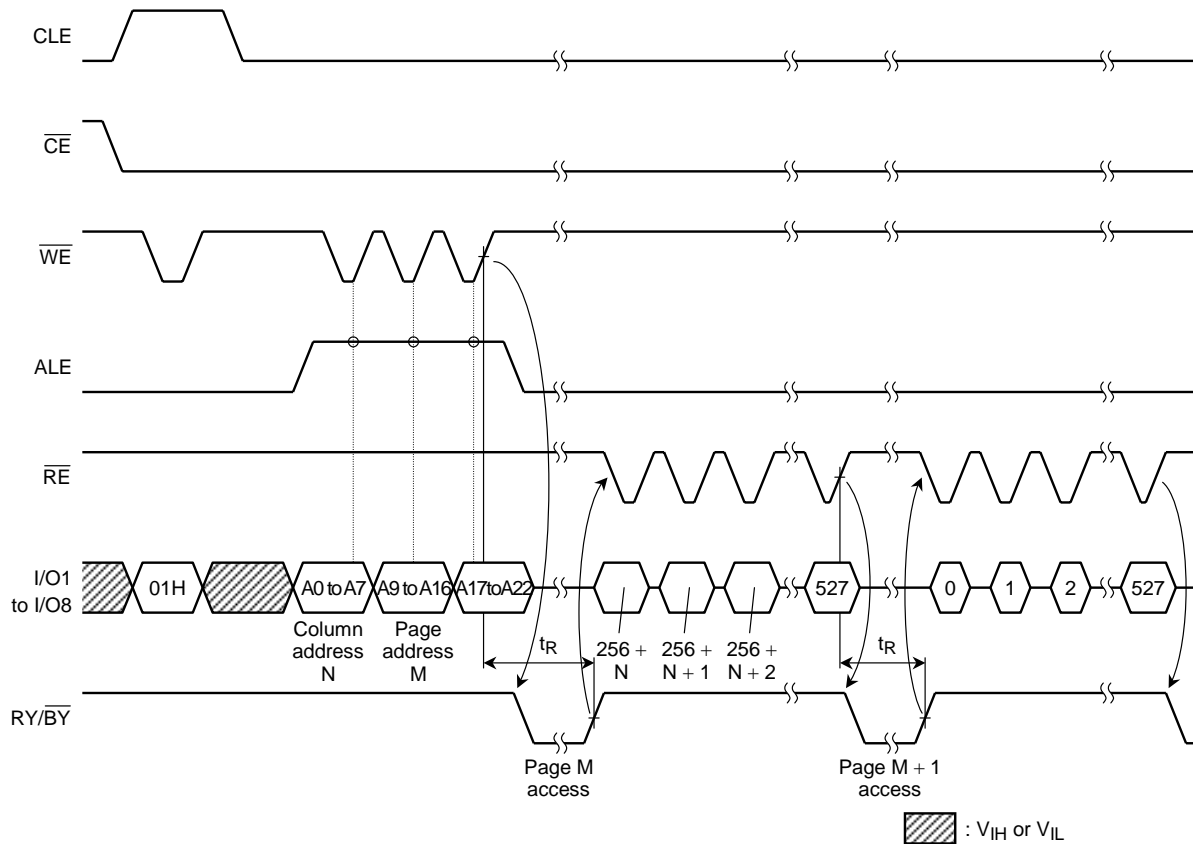 CLE
CE
WE
ALE
RE
I/O1
to I/O8
01H
A0 to A7
A9 to A16
A17 to A22
527
0
1
2
527
Column
address
N
Page
address
M
tR
256 +
N
256 +
N + 1
256 +
N + 2
tR
RY/BY
Page M
access
Page M + 1
access
: VIH or VIL